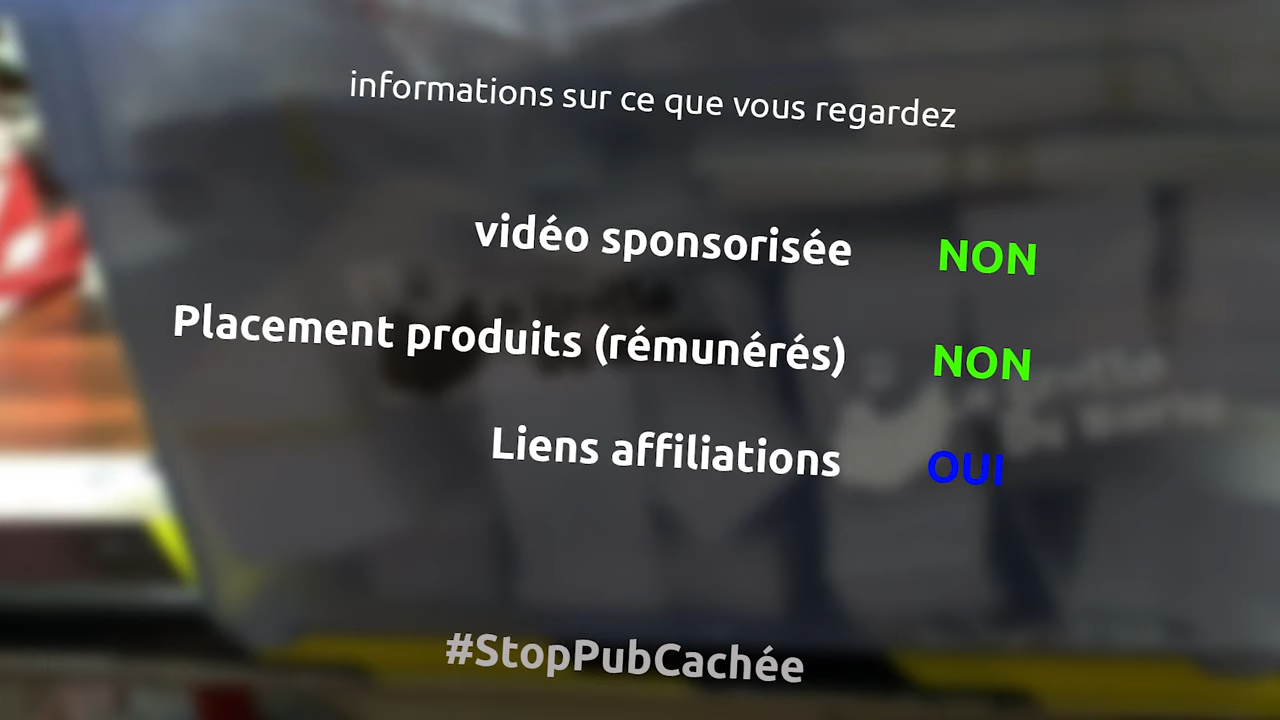 informations sur ce que vous regardez
vidéo sponsorisée NON
Placement produits (rémunérés) NON
Liens affiliations OUI
#StopPubCachée